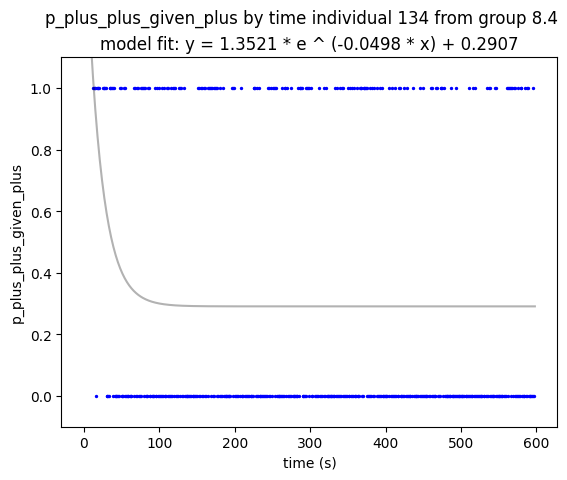 p_plus_plus_given_plus by time individual 134 from group 8.4
model fit: y = 1.3521 * e ^ (-0.0498 * x) + 0.2907
p_plus_plus_given_plus
1.0
0.8
0.6
0.4
0.2
0.0
0 100 200 300 400 500 600
time (s)